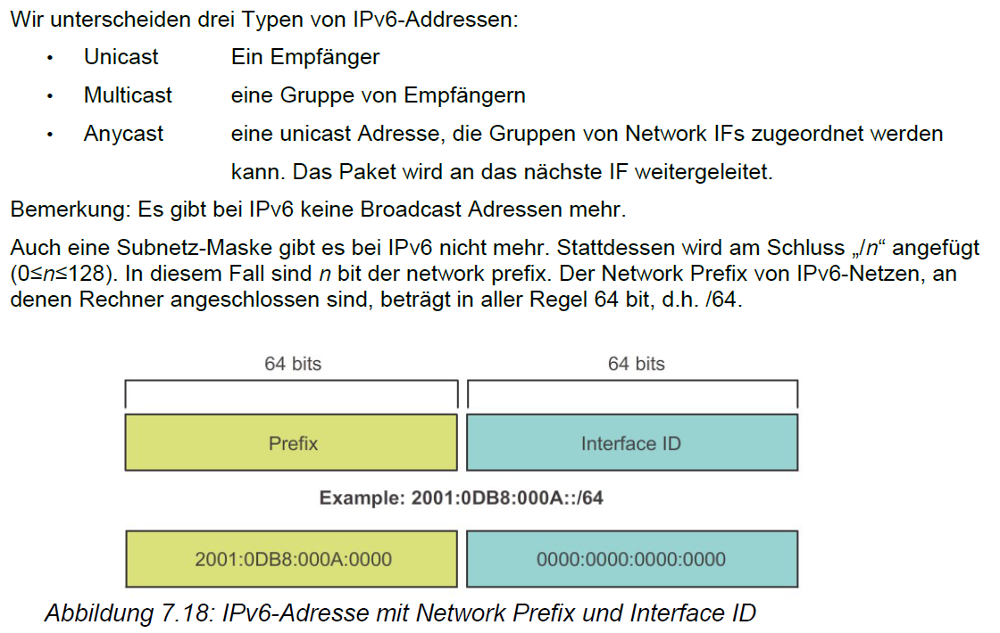 Wir unterscheiden drei Typen von IPv6-Addressen:
• Unicast Ein Empfänger
• Multicast eine Gruppe von Empfängern
• Anycast eine unicast Adresse, die Gruppen von Network IFs zugeordnet werden
kann. Das Paket wird an das nächste IF weitergeleitet.
Bemerkung: Es gibt bei IPv6 keine Broadcast Adressen mehr.
Auch eine Subnetz-Maske gibt es bei IPv6 nicht mehr. Stattdessen wird am Schluss „/n“ angefügt
(0≤n≤128). In diesem Fall sind n bit der network prefix. Der Network Prefix von IPv6-Netzen, an
denen Rechner angeschlossen sind, beträgt in aller Regel 64 bit, d.h. /64.
64 bits 64 bits
Prefix Interface ID
Example: 2001:0DB8:000A::/64
2001:0DB8:000A:0000 0000:0000:0000:0000
Abbildung 7.18: IPv6-Adresse mit Network Prefix und Interface ID